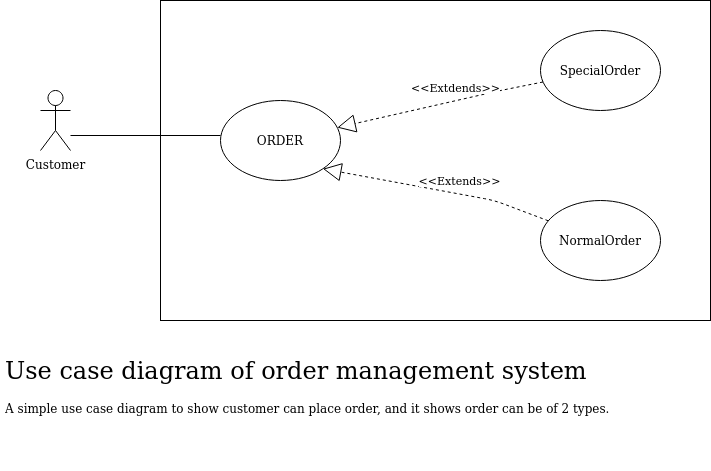 SpecialOrder
<<Extdends>>
ORDER
Customer
<<Extends>>
NormalOrder
Use case diagram of order management system
A simple use case diagram to show customer can place order, and it shows order can be of 2 types.